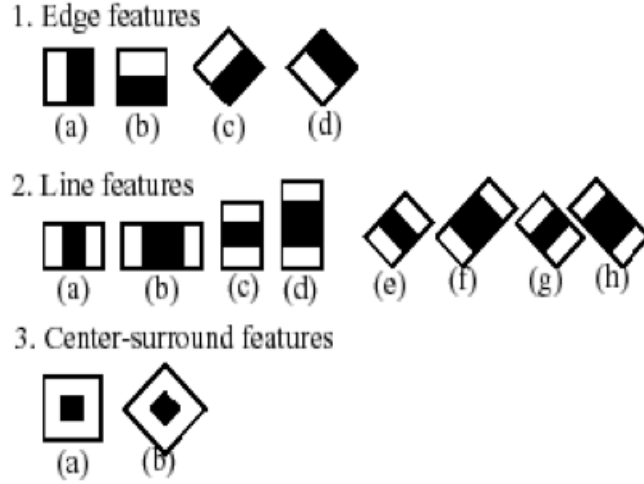 1. Edge features
(a) (b) (c) (d)
2. Line features
(a) (b) (c) (d) (e) (f) (g) (h)
3. Center-surround features
(a) (b)